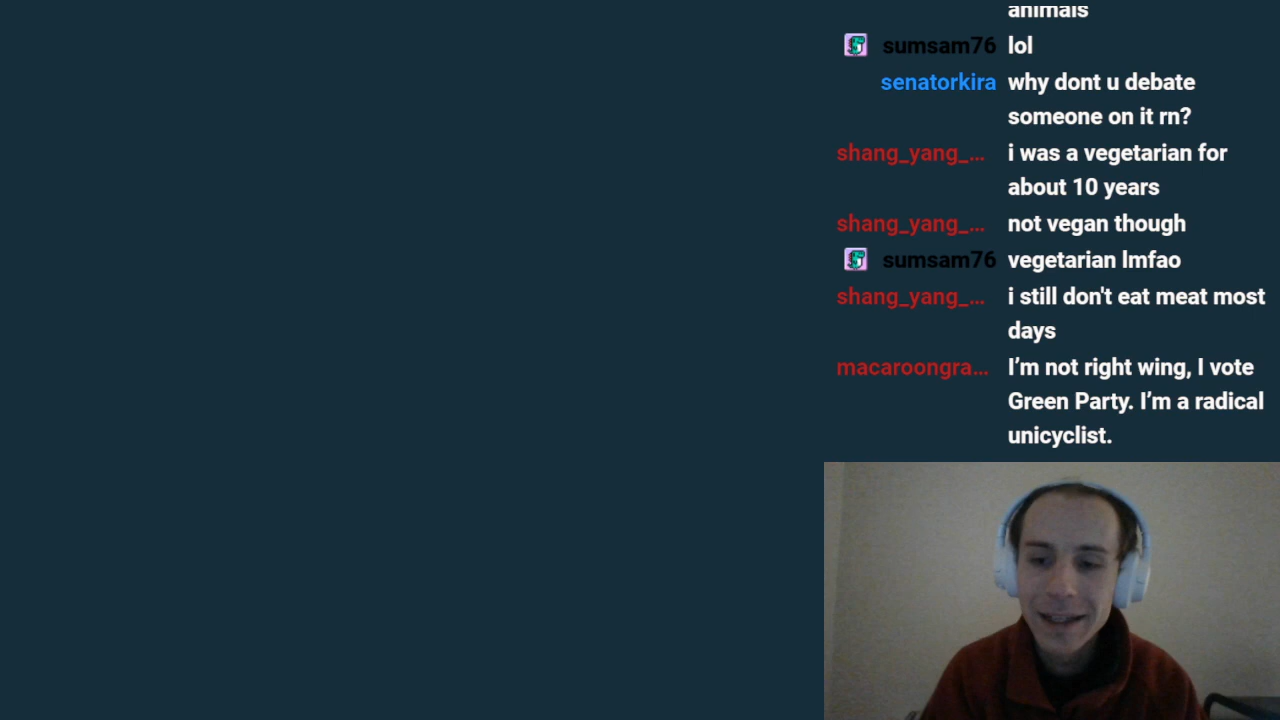 animals
sumsam76 lol
senatorkira why dont u debate
someone on it rn?
shang_yang_... i was a vegetarian for
about 10 years
shang_yang_... not vegan though
sumsam76 vegetarian lmfao
shang_yang_... i still don't eat meat most
days
macaroongra... I’m not right wing, I vote
Green Party. I’m a radical
unicyclist.